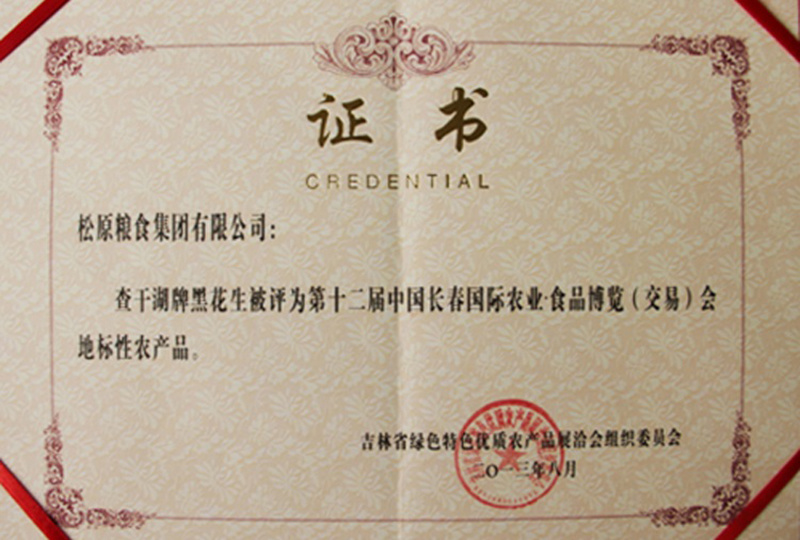 证书
CREDENTIAL
松原粮食集团有限公司：
查干湖牌黑花生被评为第十二届中国长春国际农业·食品博览（交易）会
地标性农产品。
吉林省绿色特色优质农产品展洽会组织委员会
二〇一三年八月